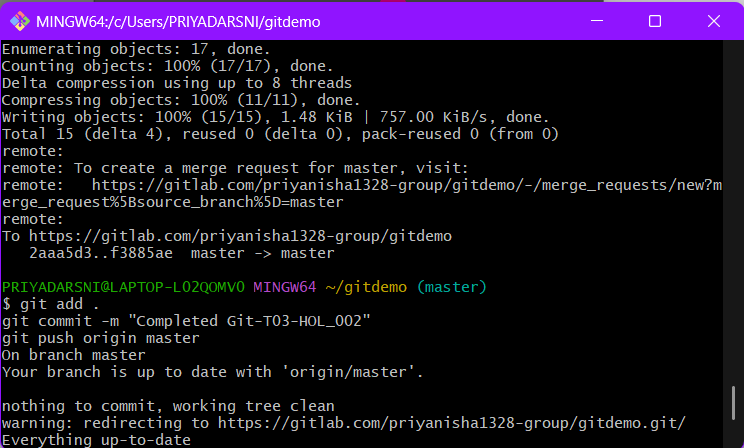 MINGW64:/c/Users/PRIYADARSNI/gitdemo
Enumerating objects: 17, done.
Counting objects: 100% (17/17), done.
Delta compression using up to 8 threads
Compressing objects: 100% (11/11), done.
Writing objects: 100% (15/15), 1.48 KiB | 757.00 KiB/s, done.
Total 15 (delta 4), reused 0 (delta 0), pack-reused 0 (from 0)
remote:
remote: To create a merge request for master, visit:
remote:   https://gitlab.com/priyanisha1328-group/gitdemo/-/merge_requests/new?m
erge_request%5Bsource_branch%5D=master
remote:
To https://gitlab.com/priyanisha1328-group/gitdemo
   2aaa5d3..f3885ae  master -> master
PRIYADARSNI@LAPTOP-L02QOMV0 MINGW64 ~/gitdemo (master)
$ git add .
git commit -m "Completed Git-T03-HOL_002"
git push origin master
On branch master
Your branch is up to date with 'origin/master'.
nothing to commit, working tree clean
warning: redirecting to https://gitlab.com/priyanisha1328-group/gitdemo.git/
Everything up-to-date